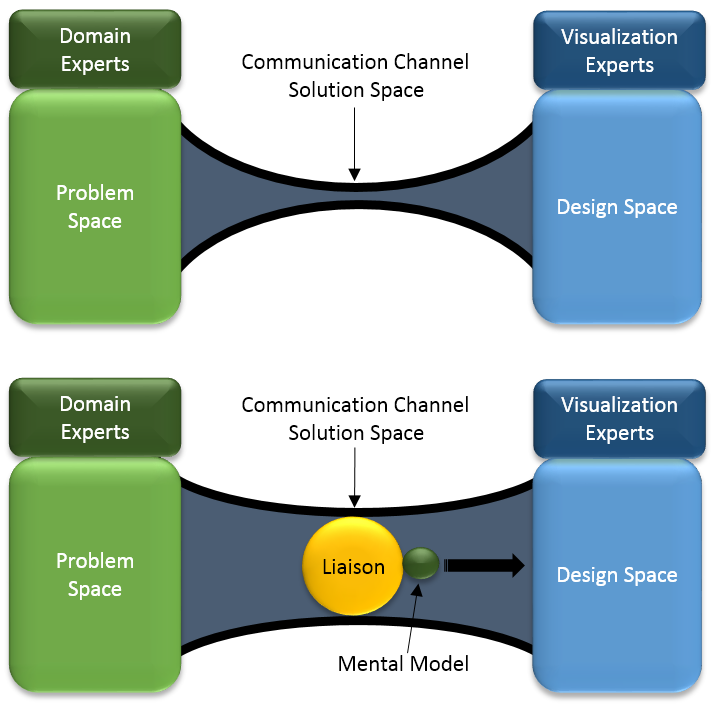 Domain
Experts
Communication Channel
Solution Space
Visualization
Experts
Problem
Space
Design Space
Domain
Experts
Communication Channel
Solution Space
Visualization
Experts
Problem
Space
Liaison
Design Space
Mental Model